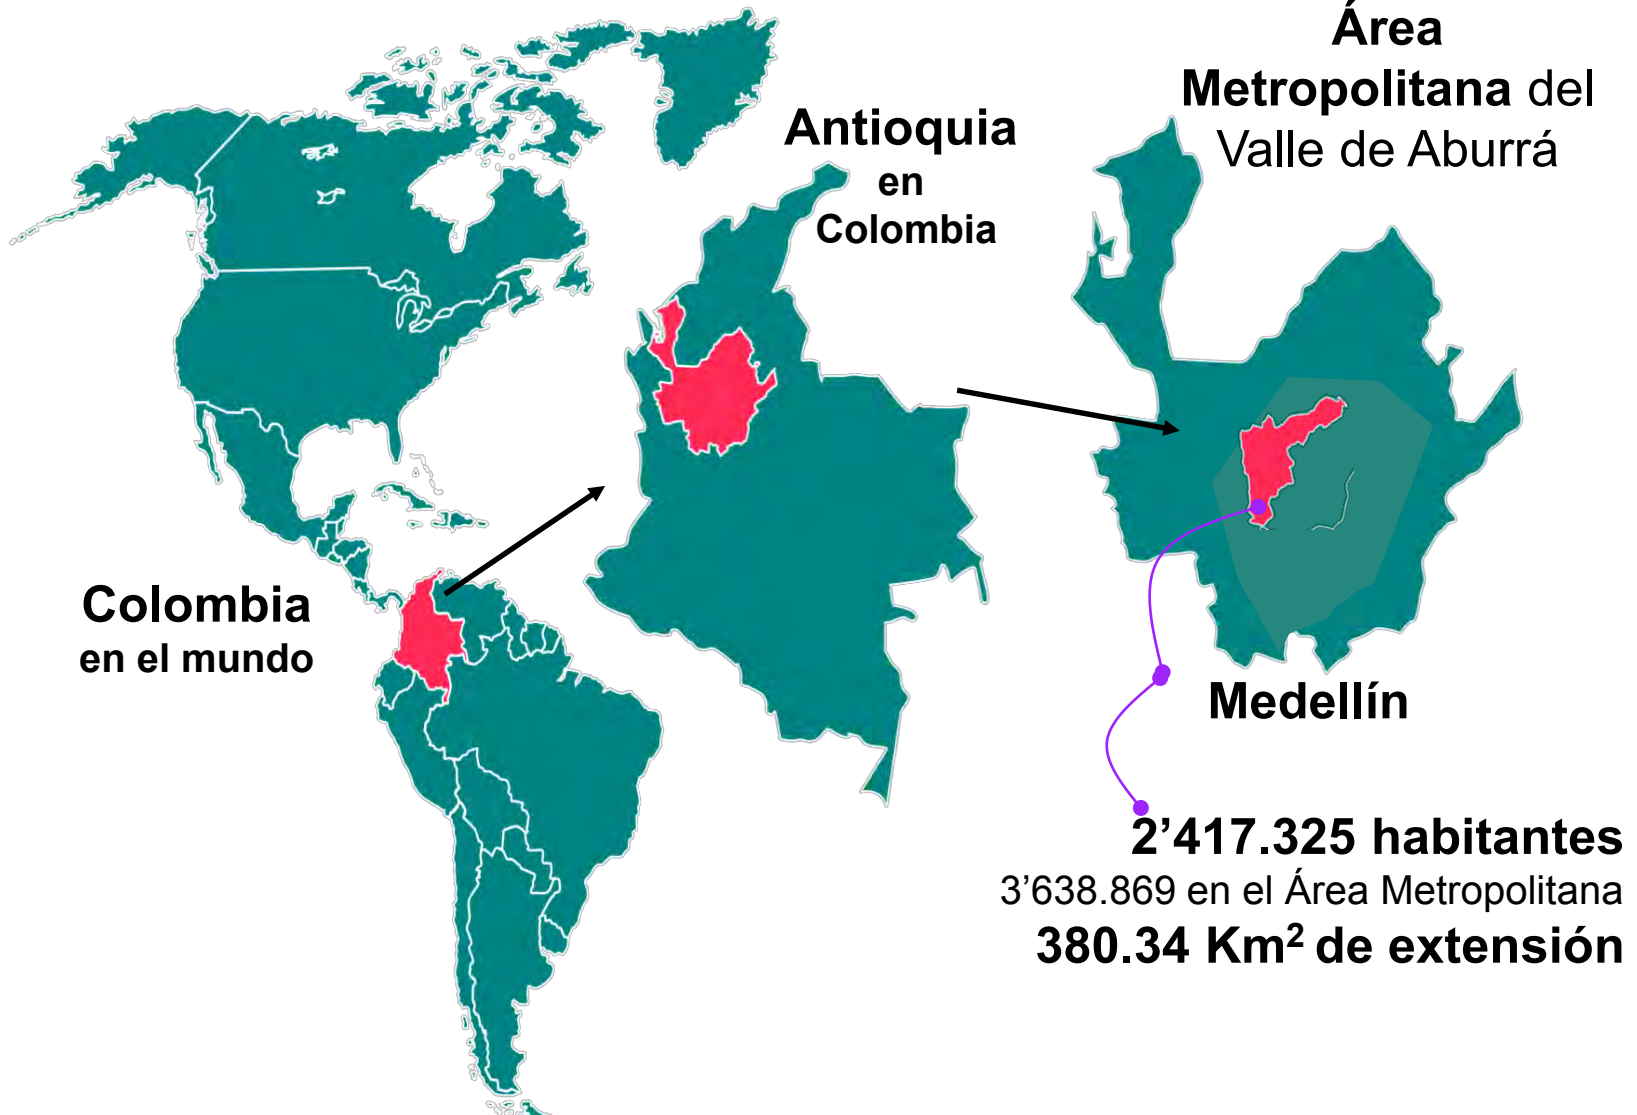 Área
Metropolitana del
Valle de Aburrá
Antioquia
en
Colombia
Colombia
en el mundo
Medellín
2’417.325 habitantes
3’638.869 en el Área Metropolitana
380.34 Km² de extensión